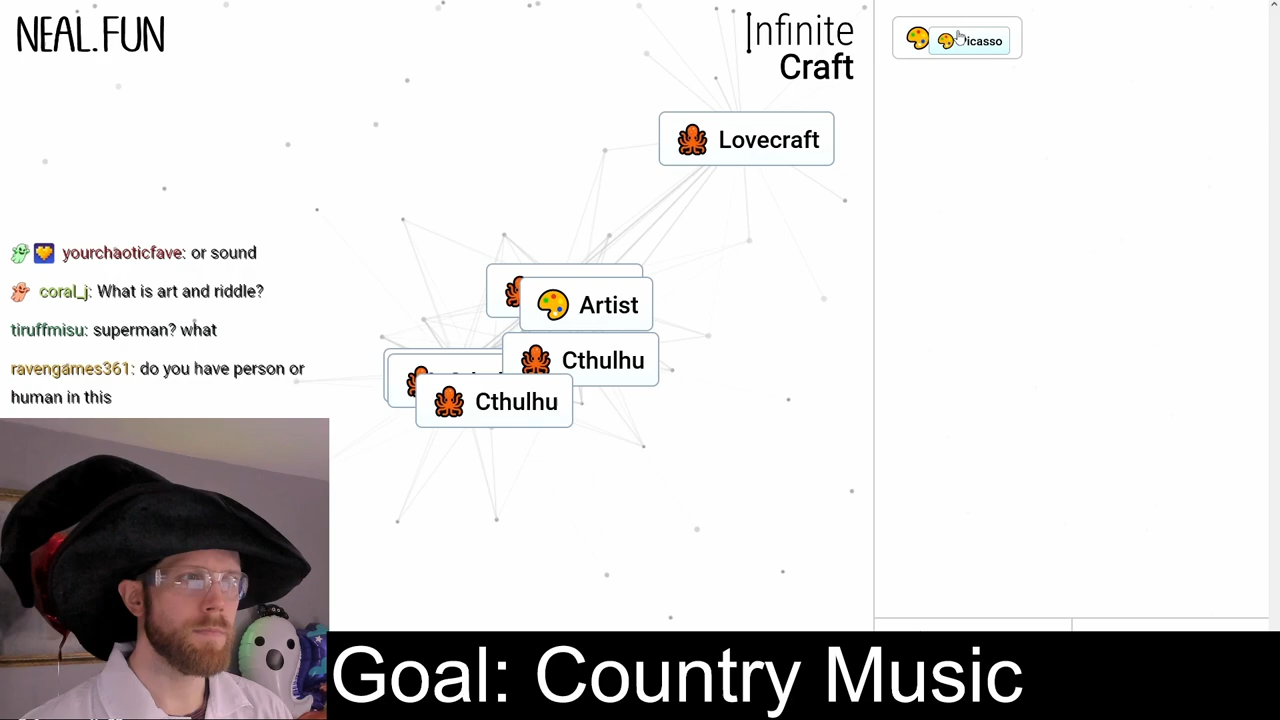 NEAL.FUN
Infinite
Craft
icasso
Lovecraft
yourchaoticfave: or sound
coral_j: What is art and riddle?
Artist
tiruffmisu: superman? what
Cthulhu
ravengames361: do you have person or
human in this
Cthulhu
Goal: Country Music